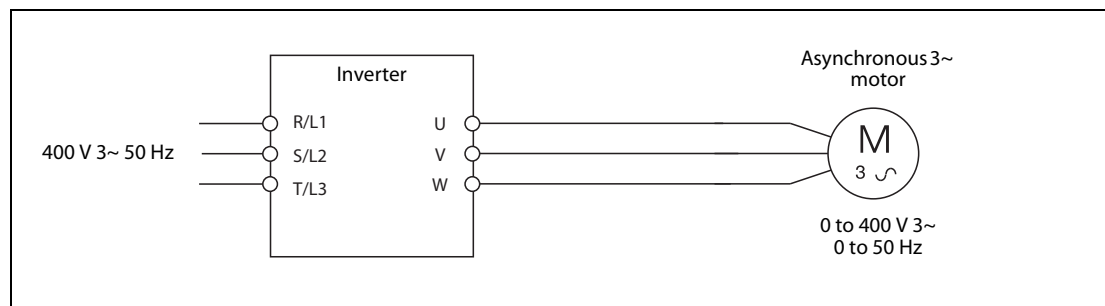 Asynchronous 3~
motor
Inverter
R/L1
U
M
3
400 V 3~ 50 Hz
S/L2
V
T/L3
W
0 to 400 V 3~
0 to 50 Hz